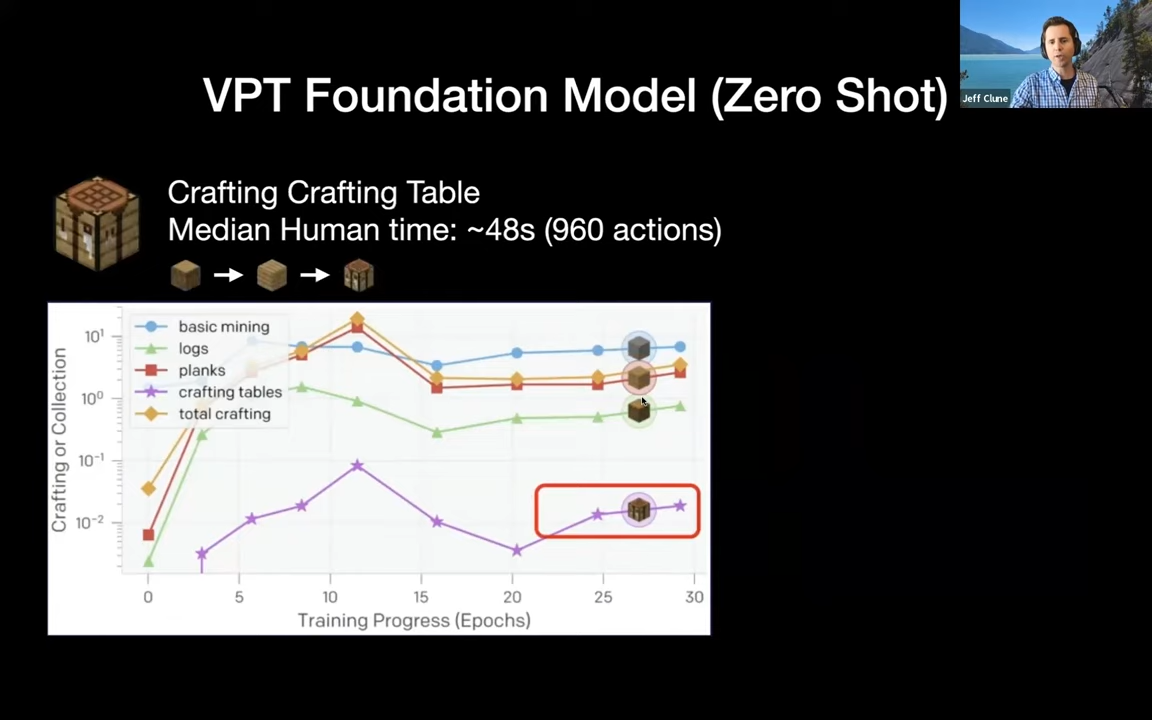 VPT Foundation Model (Zero Shot)
Jeff Clune
Crafting Crafting Table
Median Human time: ~48s (960 actions)
Crafting or Collection
10¹
10⁰
10⁻¹
10⁻²
basic mining
logs
planks
crafting tables
total crafting
0 5 10 15 20 25 30
Training Progress (Epochs)